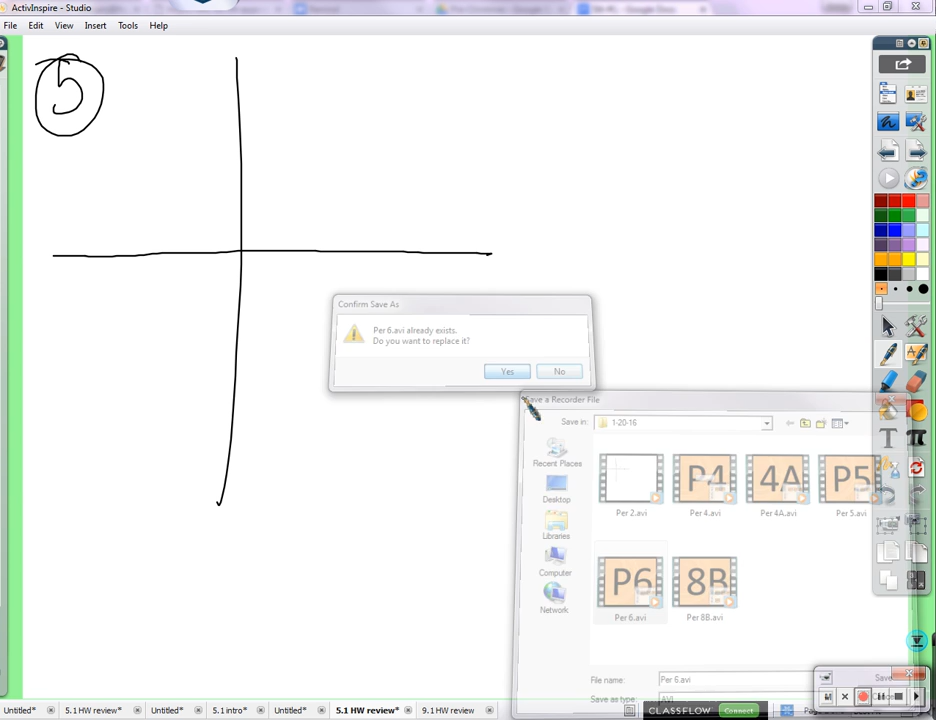 ActivInspire - Studio
File Edit View Insert Tools Help
5
Confirm Save As
Per 6.avi already exists.
Do you want to replace it?
Yes No
Save a Recorder File
Save in: 1-20-16
Recent Places
Desktop
Libraries
Computer
Network
P4 4A P5
Per 2.avi Per 4.avi Per 4A.avi Per 5.avi
P6 8B
Per 6.avi Per 8B.avi
File name: Per 6.avi
Save as type: AVI
Save
T π
CLASSFLOW Connect
Untitled* 5.1 HW review* Untitled* 5.1 intro* Untitled* 5.1 HW review* 9.1 HW review